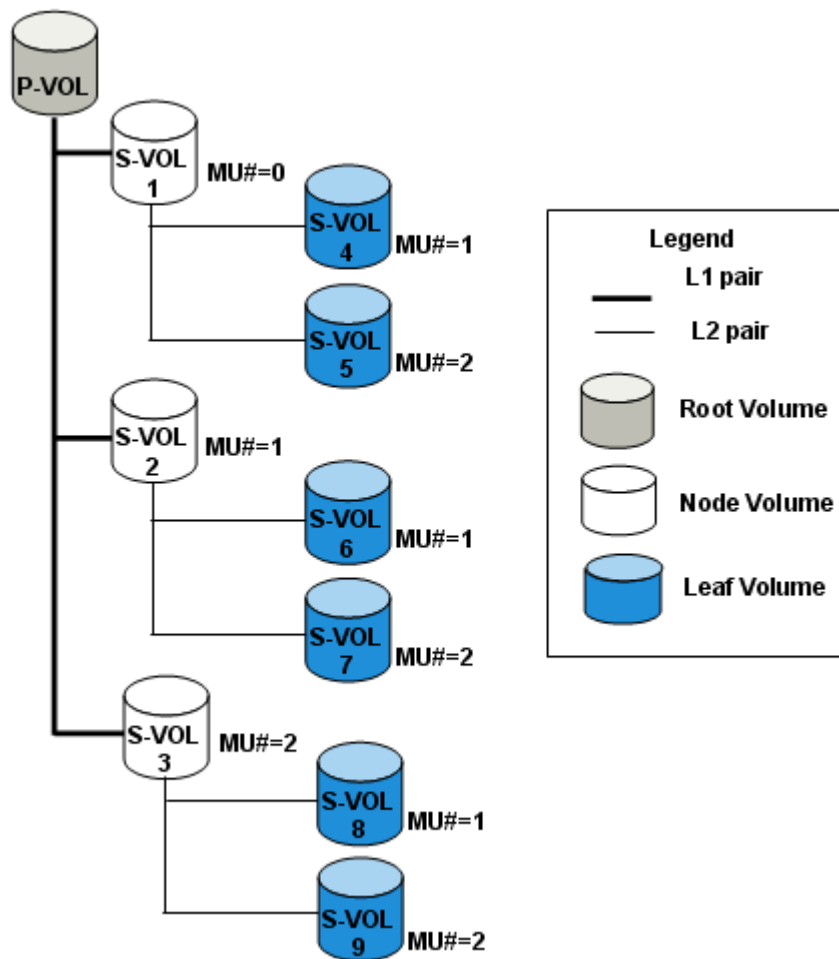 P-VOL
S-VOL
1
MU#=0
S-VOL
4
MU#=1
S-VOL
5
MU#=2
S-VOL
2
MU#=1
S-VOL
6
MU#=1
S-VOL
7
MU#=2
S-VOL
3
MU#=2
S-VOL
8
MU#=1
S-VOL
9
MU#=2
Legend
L1 pair
L2 pair
Root Volume
Node Volume
Leaf Volume